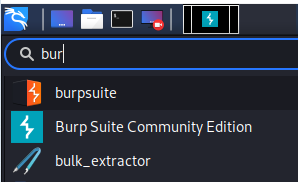 bur
burpsuite
Burp Suite Community Edition
bulk_extractor